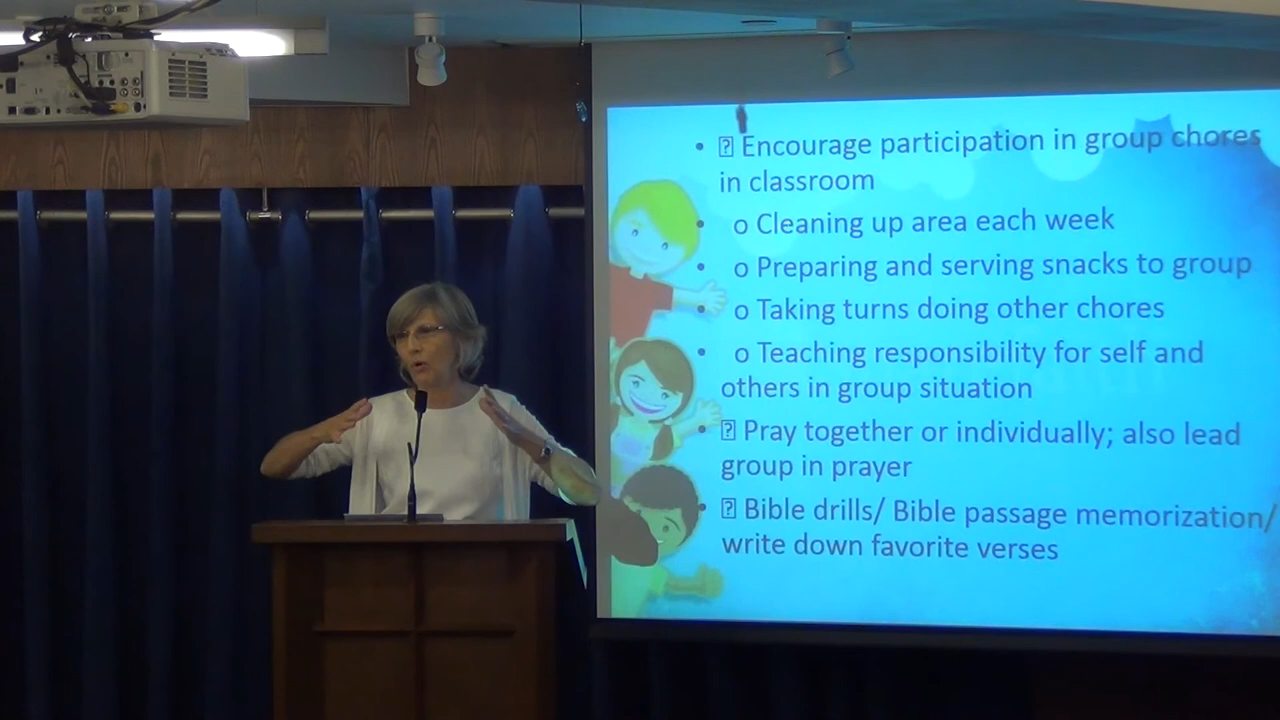 • ⍰ Encourage participation in group chores
in classroom
• o Cleaning up area each week
• o Preparing and serving snacks to group
• o Taking turns doing other chores
• o Teaching responsibility for self and
others in group situation
• ⍰ Pray together or individually; also lead
group in prayer
• ⍰ Bible drills/ Bible passage memorization/
write down favorite verses